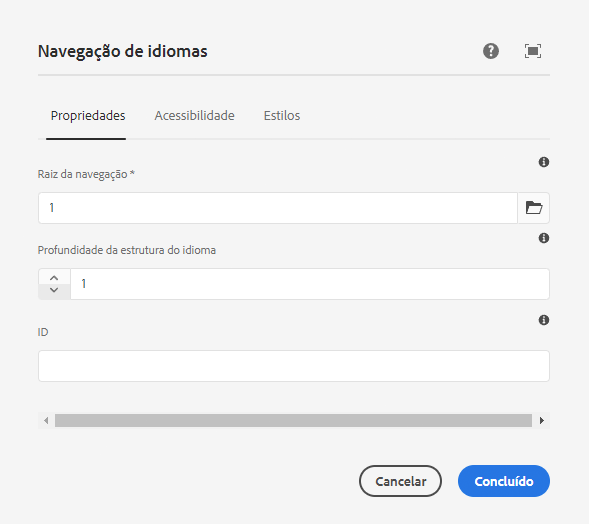 Navegação de idiomas
Propriedades Acessibilidade Estilos
Raiz da navegação *
1
Profundidade da estrutura do idioma
1
ID
Cancelar Concluído